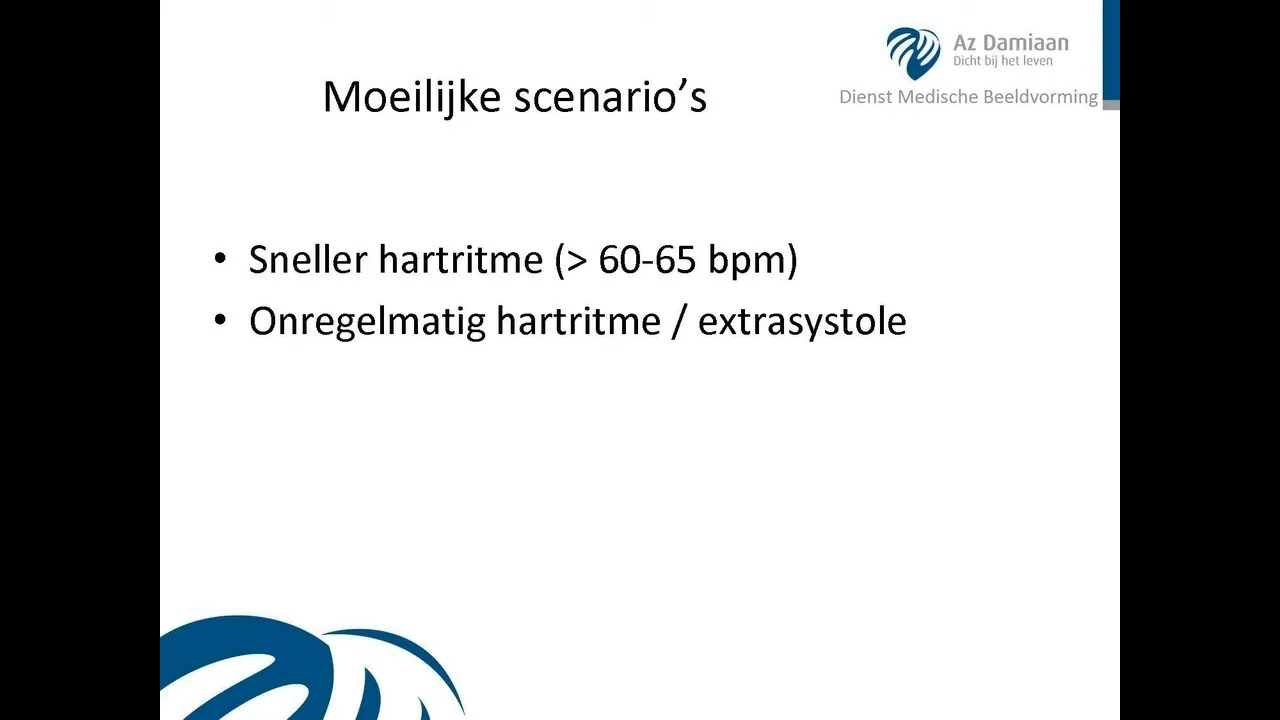 Az Damiaan
Dicht bij het leven
Dienst Medische Beeldvorming
Moeilijke scenario’s
• Sneller hartritme (> 60-65 bpm)
• Onregelmatig hartritme / extrasystole